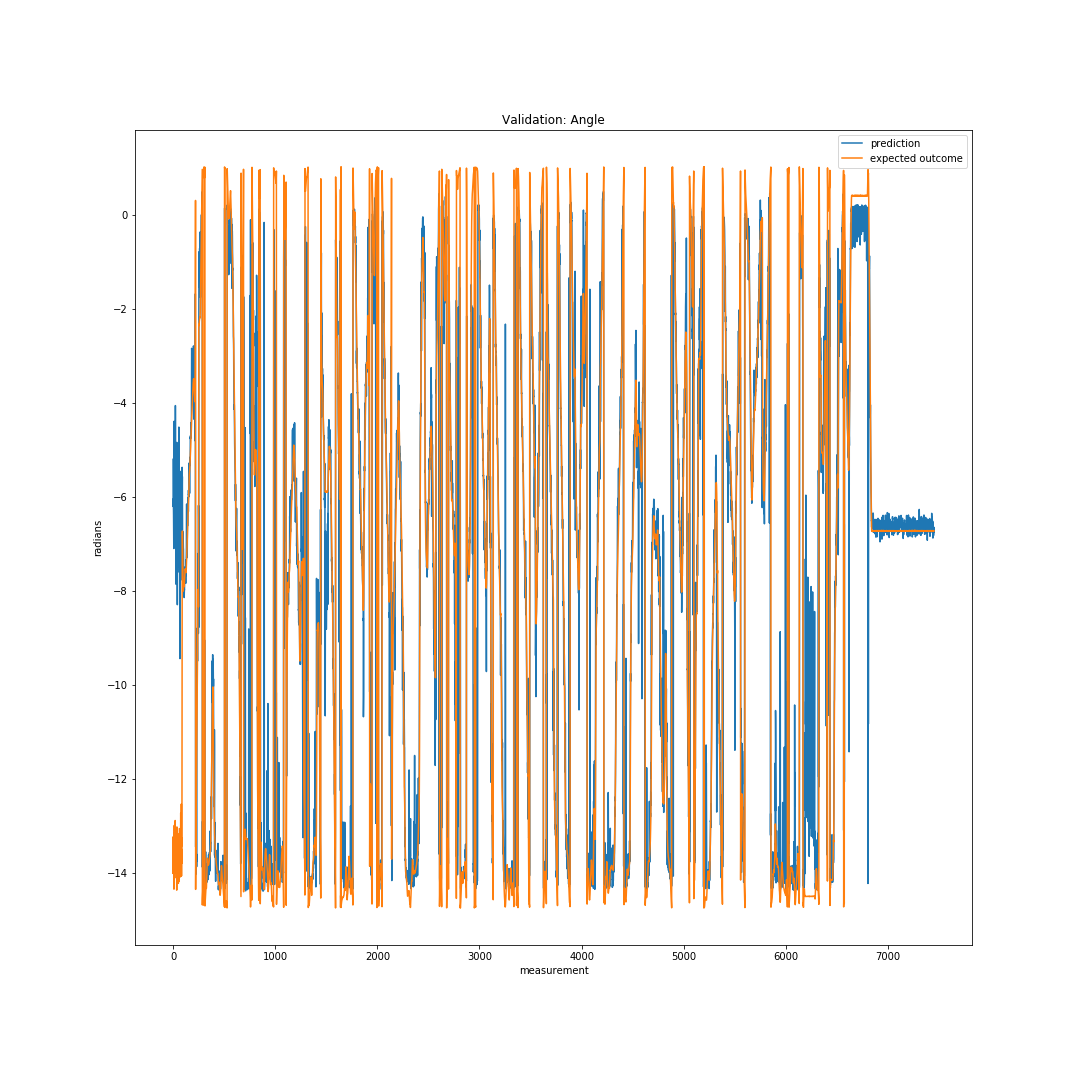 Validation: Angle
prediction
expected outcome
radians
0
−2
−4
−6
−8
−10
−12
−14
0 1000 2000 3000 4000 5000 6000 7000
measurement